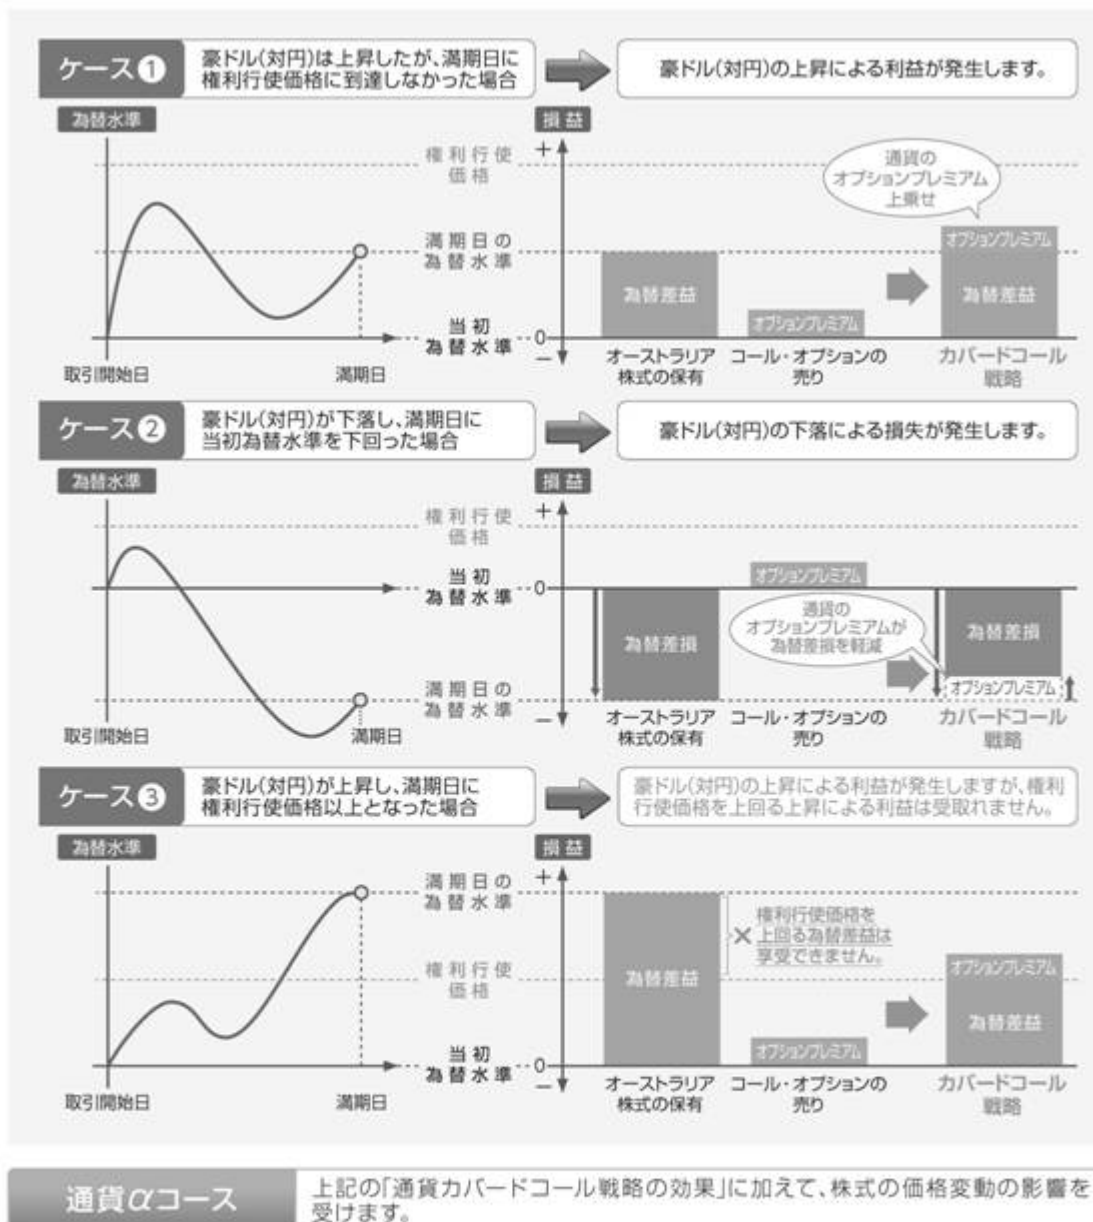 ケース❶
豪ドル(対円)は上昇したが、満期日に
権利行使価格に到達しなかった場合
豪ドル(対円)の上昇による利益が発生します。
為替水準
損益
権利行使
価格
+
通貨の
オプションプレミアム
上乗せ
満期日の
為替水準
オプションプレミアム
為替差益
為替差益
オプションプレミアム
当初
為替水準
0
−
取引開始日
満期日
オーストラリア
株式の保有
コール・オプションの
売り
カバードコール
戦略
ケース❷
豪ドル(対円)が下落し、満期日に
当初為替水準を下回った場合
豪ドル(対円)の下落による損失が発生します。
為替水準
損益
権利行使
価格
+
オプションプレミアム
当初
為替水準
0
通貨の
オプションプレミアムが
為替差損を軽減
為替差損
為替差損
満期日の
為替水準
オプションプレミアム
−
取引開始日
満期日
オーストラリア
株式の保有
コール・オプションの
売り
カバードコール
戦略
ケース❸
豪ドル(対円)が上昇し、満期日に
権利行使価格以上となった場合
豪ドル(対円)の上昇による利益が発生しますが、権利
行使価格を上回る上昇による利益は受取れません。
為替水準
損益
満期日の
為替水準
+
権利行使価格を
×上回る為替差益は
享受できません。
権利行使
価格
為替差益
オプションプレミアム
為替差益
オプションプレミアム
当初
為替水準
0
−
取引開始日
満期日
オーストラリア
株式の保有
コール・オプションの
売り
カバードコール
戦略
通貨αコース
上記の「通貨カバードコール戦略の効果」に加えて、株式の価格変動の影響を
受けます。